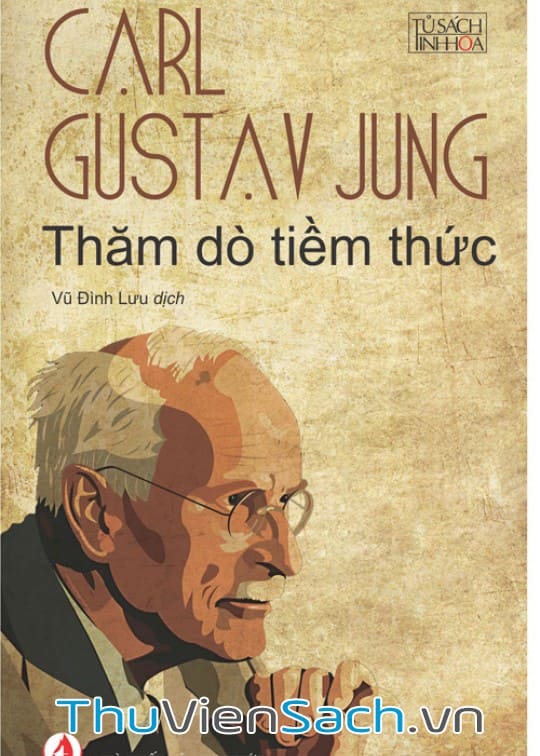 CARL
TỦ SÁCH
TINH HOA
GUSTAV JUNG
Thăm dò tiềm thức
Vũ Đình Lưu dịch
ThuVienSach.vn